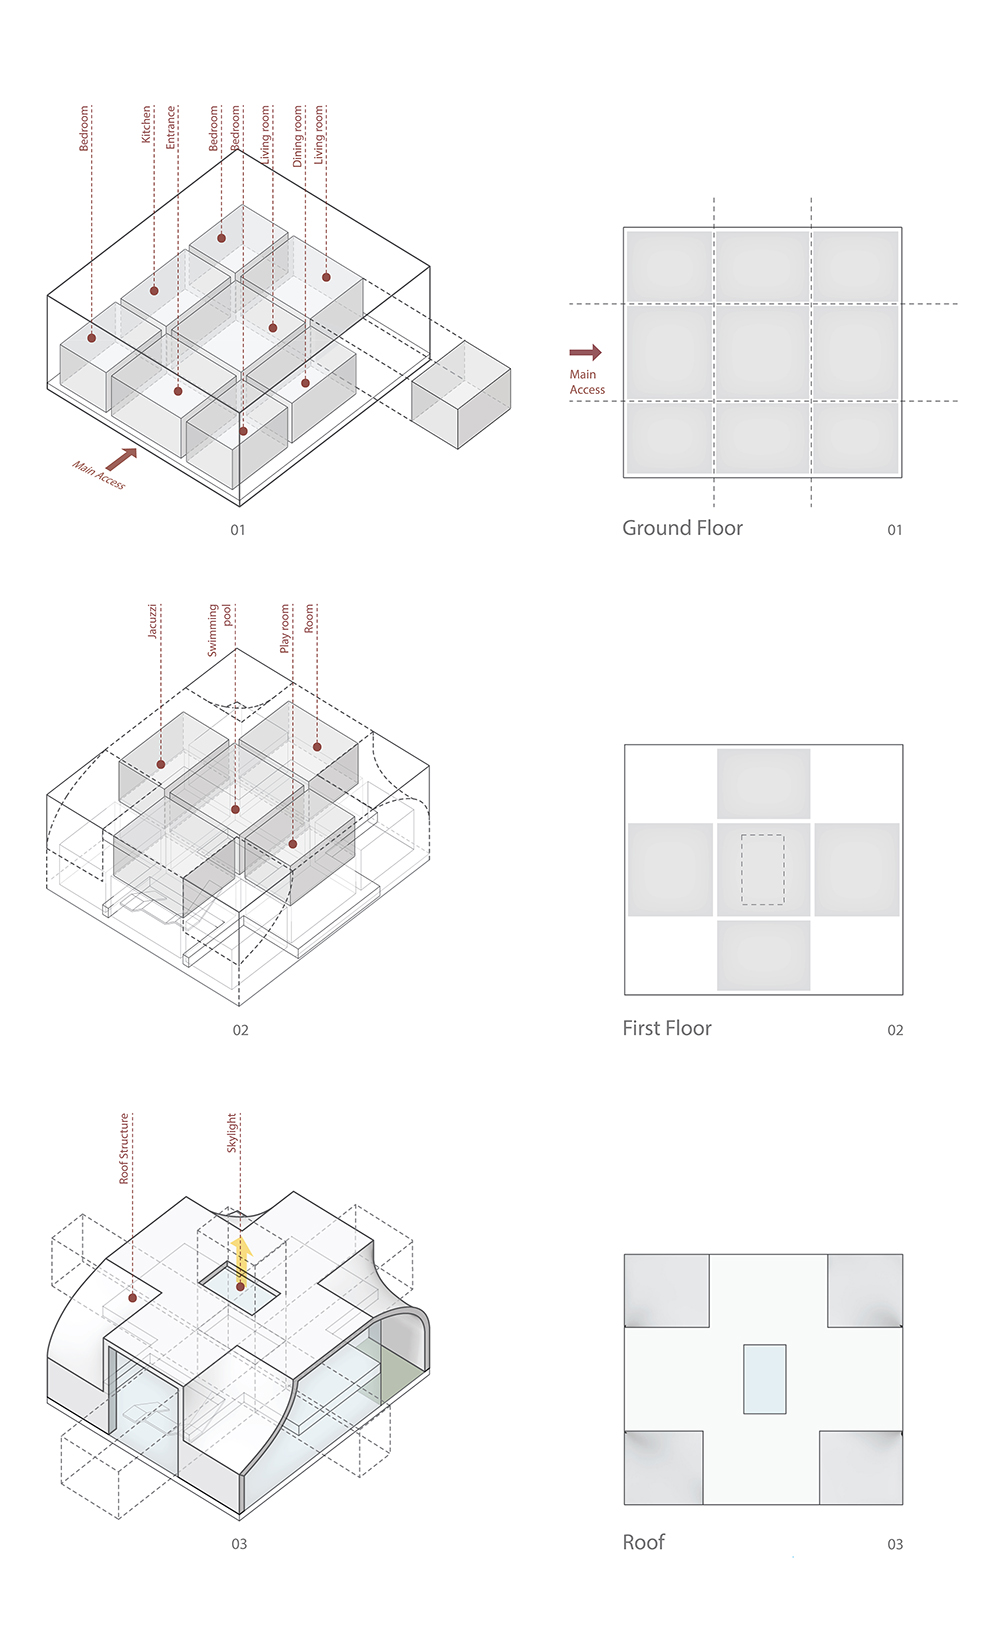 Bedroom
Kitchen
Entrance
Bedroom
Bedroom
Living room
Dining room
Living room
Main Access
01
Main
Access
Ground Floor
01
Jacuzzi
Swimming
pool
Play room
Room
02
First Floor
02
Roof Structure
Skylight
03
Roof
03